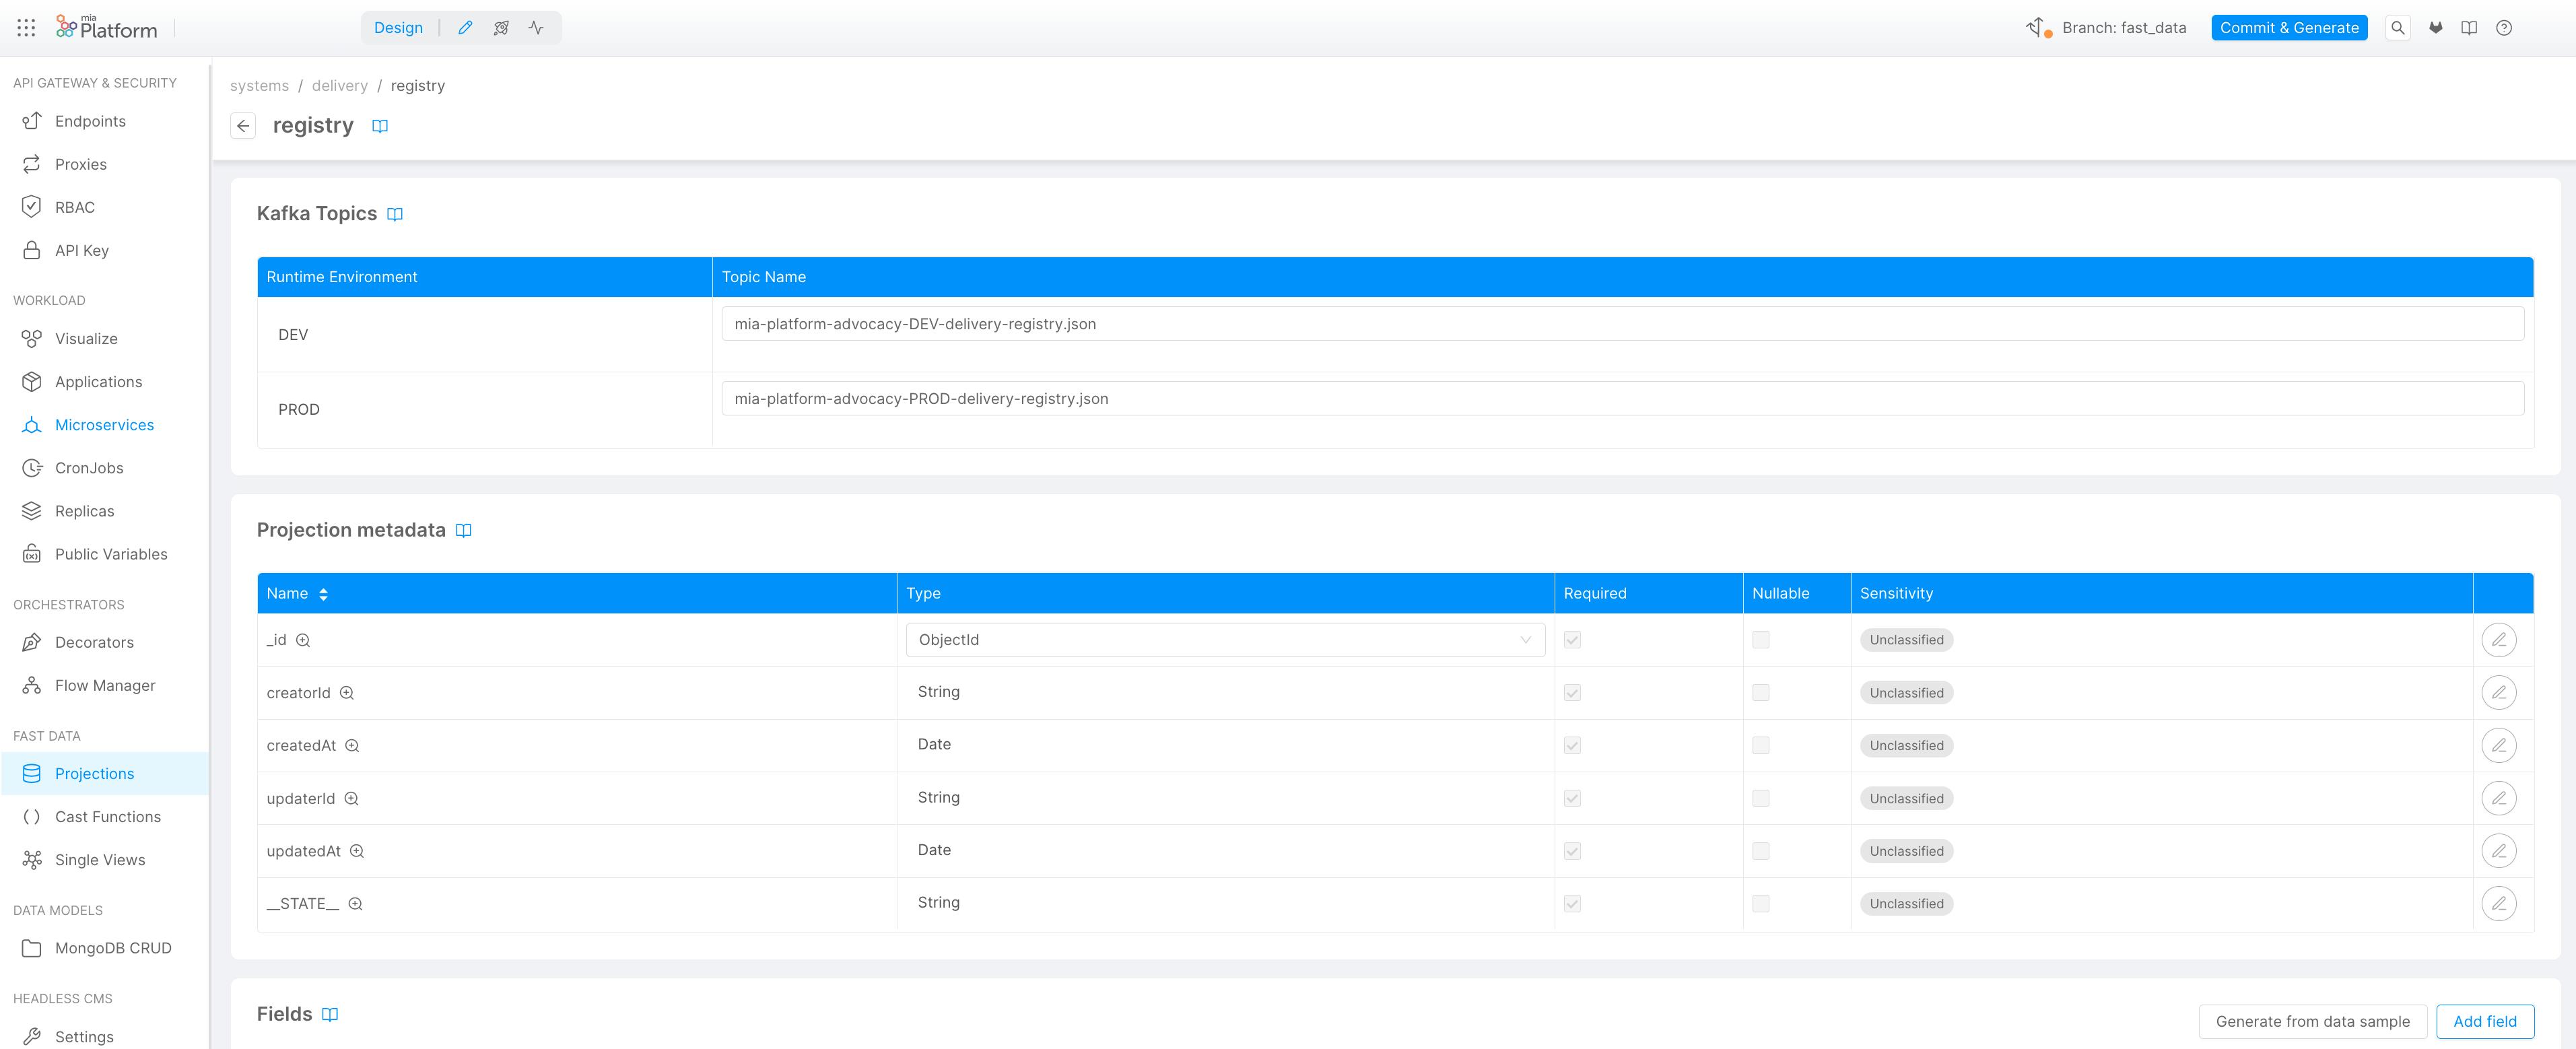 mia
Platform
Design
Branch: fast_data
Commit & Generate
API GATEWAY & SECURITY
Endpoints
Proxies
RBAC
API Key
WORKLOAD
Visualize
Applications
Microservices
CronJobs
Replicas
Public Variables
ORCHESTRATORS
Decorators
Flow Manager
FAST DATA
Projections
Cast Functions
Single Views
DATA MODELS
MongoDB CRUD
HEADLESS CMS
Settings
systems / delivery / registry
registry
Kafka Topics
Runtime Environment Topic Name
DEV mia-platform-advocacy-DEV-delivery-registry.json
PROD mia-platform-advocacy-PROD-delivery-registry.json
Projection metadata
Name Type Required Nullable Sensitivity
_id ObjectId Unclassified
creatorId String Unclassified
createdAt Date Unclassified
updaterId String Unclassified
updatedAt Date Unclassified
__STATE__ String Unclassified
Fields
Generate from data sample
Add field